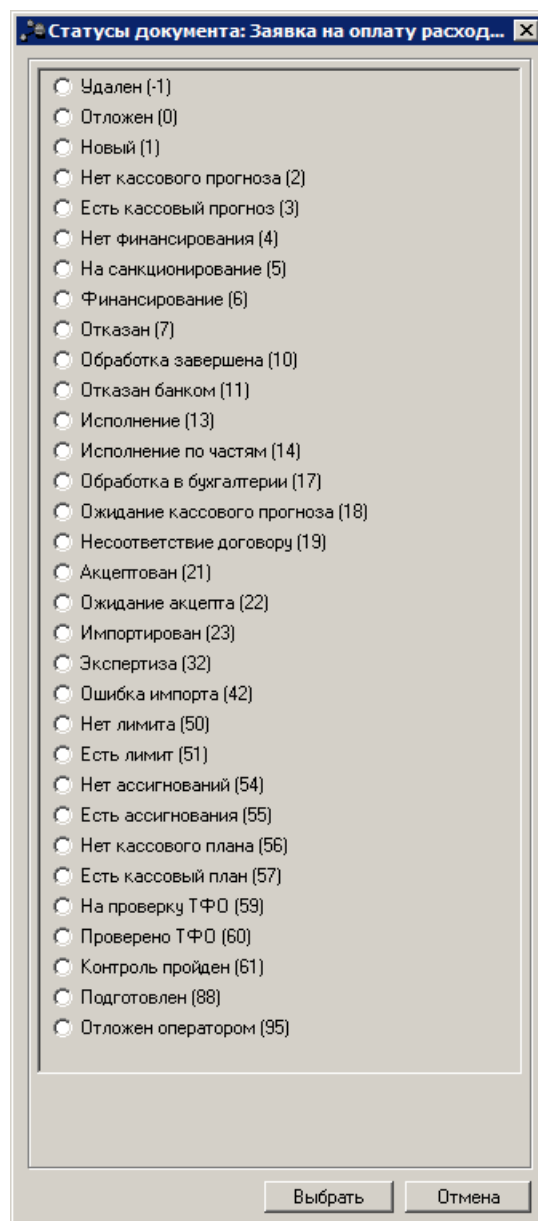 Статусы документа: Заявка на оплату расход...
Удален (-1)
Отложен (0)
Новый (1)
Нет кассового прогноза (2)
Есть кассовый прогноз (3)
Нет финансирования (4)
На санкционирование (5)
Финансирование (6)
Отказан (7)
Обработка завершена (10)
Отказан банком (11)
Исполнение (13)
Исполнение по частям (14)
Обработка в бухгалтерии (17)
Ожидание кассового прогноза (18)
Несоответствие договору (19)
Акцептован (21)
Ожидание акцепта (22)
Импортирован (23)
Экспертиза (32)
Ошибка импорта (42)
Нет лимита (50)
Есть лимит (51)
Нет ассигнований (54)
Есть ассигнования (55)
Нет кассового плана (56)
Есть кассовый план (57)
На проверку ТФО (59)
Проверено ТФО (60)
Контроль пройден (61)
Подготовлен (88)
Отложен оператором (95)
Выбрать Отмена